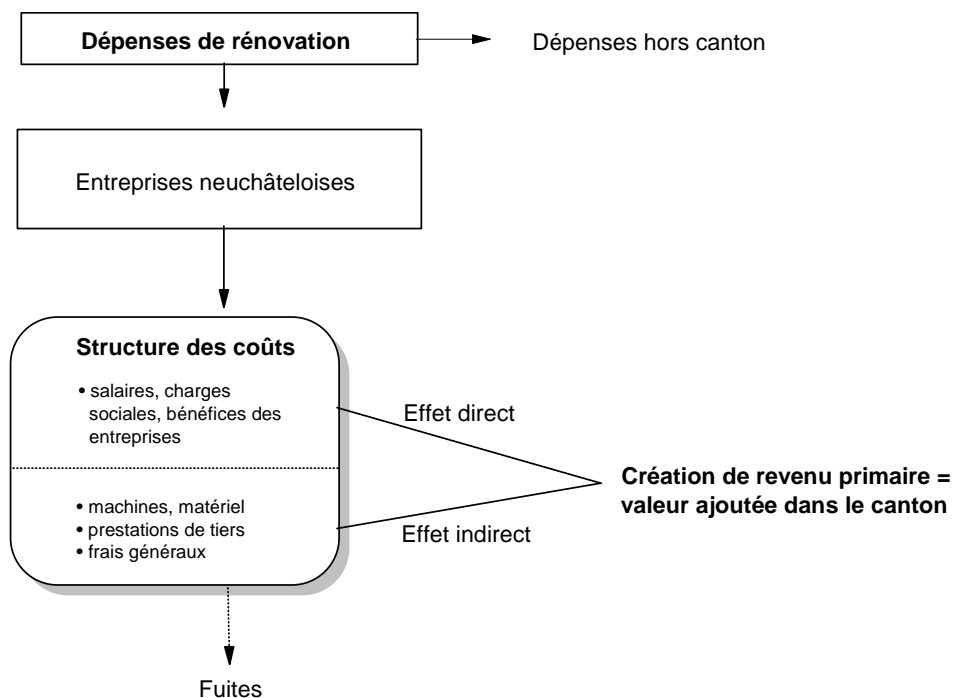 Dépenses de rénovation
Dépenses hors canton
Entreprises neuchâteloises
Structure des coûts
• salaires, charges
sociales, bénéfices des
entreprises
Effet direct
Création de revenu primaire =
valeur ajoutée dans le canton
• machines, matériel
• prestations de tiers
• frais généraux
Effet indirect
Fuites